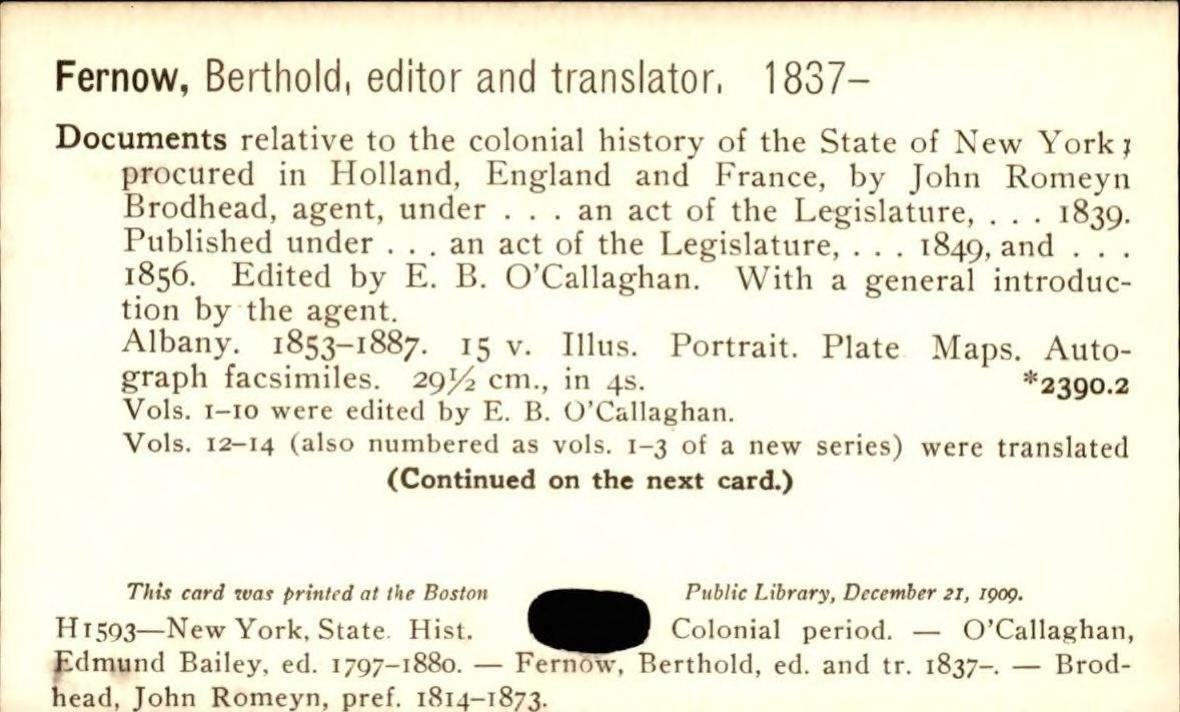 Fernow, Berthold, editor and translator. 1837–
Documents relative to the colonial history of the State of New York;
procured in Holland, England and France, by John Romeyn
Brodhead, agent, under . . . an act of the Legislature, . . . 1839.
Published under . . . an act of the Legislature, . . . 1849, and . . .
1856. Edited by E. B. O'Callaghan. With a general introduc-
tion by the agent.
Albany. 1853–1887. 15 v. Illus. Portrait. Plate Maps. Auto-
graph facsimiles. 29½ cm., in 4s. *2390.2
Vols. 1–10 were edited by E. B. O'Callaghan.
Vols. 12–14 (also numbered as vols. 1–3 of a new series) were translated
(Continued on the next card.)
This card was printed at the Boston Public Library, December 21, 1909.
H1593—New York, State. Hist. Colonial period. — O'Callaghan,
Edmund Bailey, ed. 1797–1880. — Fernow, Berthold, ed. and tr. 1837–. — Brod-
head, John Romeyn, pref. 1814–1873.